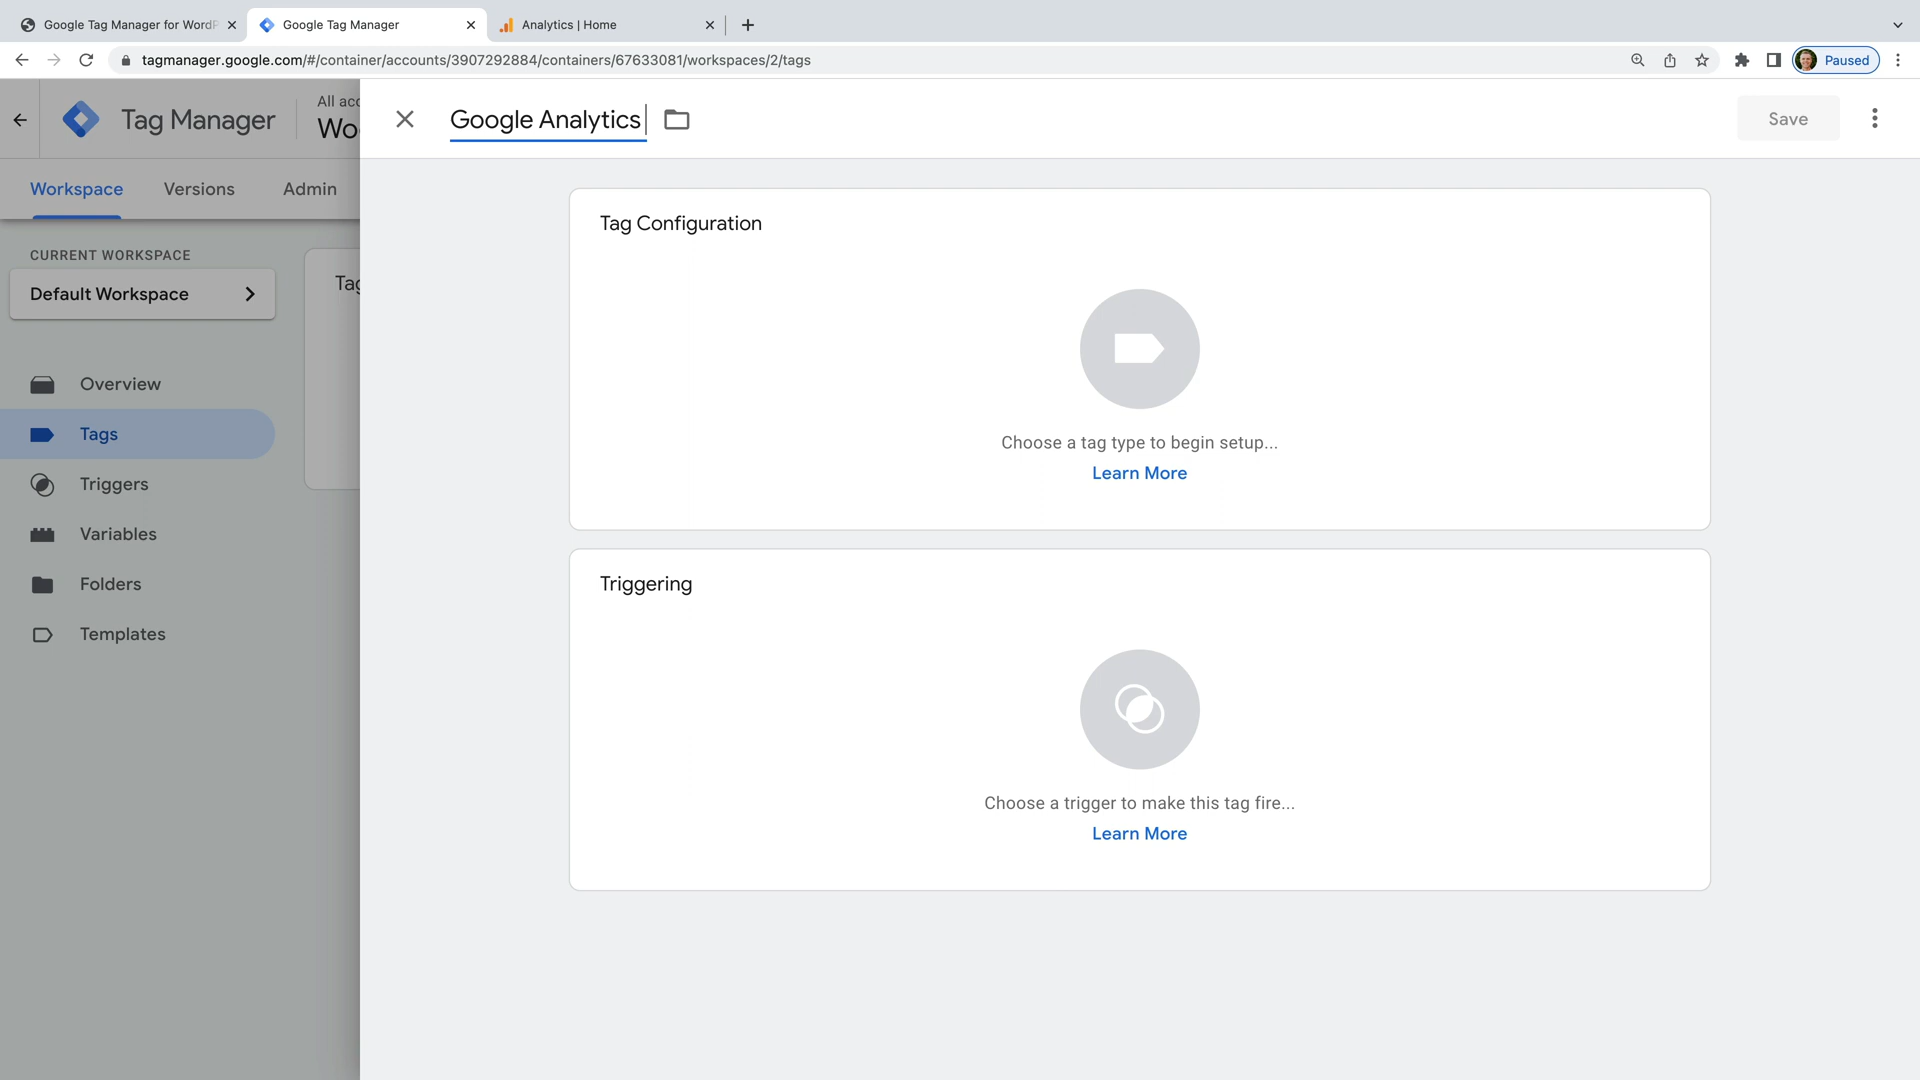 Google Tag Manager for WordP
Google Tag Manager
Analytics | Home
tagmanager.google.com/#/container/accounts/3907292884/containers/67633081/workspaces/2/tags
Paused
Tag Manager
All acc
Wo
Google Analytics
Save
Workspace
Versions
Admin
CURRENT WORKSPACE
Default Workspace
Tag
Overview
Tags
Triggers
Variables
Folders
Templates
Tag Configuration
Choose a tag type to begin setup...
Learn More
Triggering
Choose a trigger to make this tag fire...
Learn More